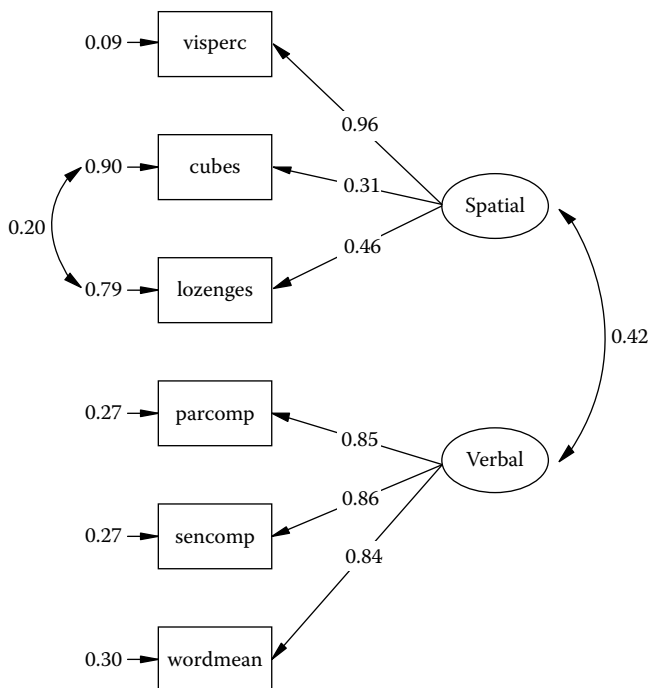 0.09
visperc
0.96
0.90
cubes
0.31
Spatial
0.20
0.46
0.79
lozenges
0.42
0.27
parcomp
0.85
Verbal
0.86
0.27
sencomp
0.84
0.30
wordmean